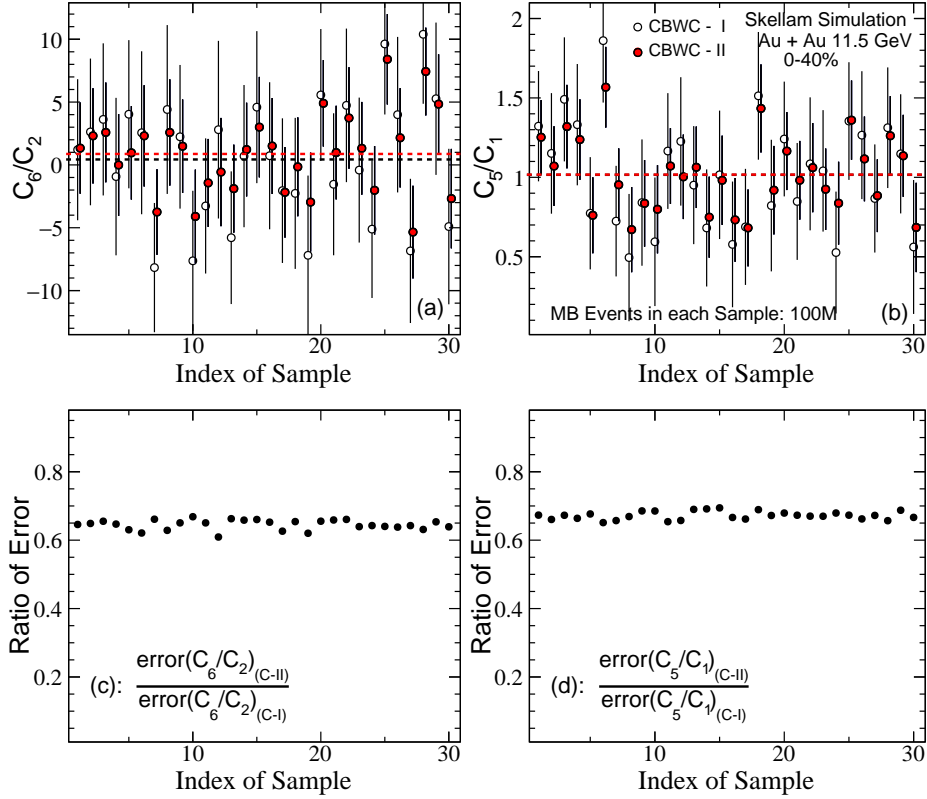 10
5
0
−5
−10
C6/C2
(a)
0 10 20 30
Index of Sample
2
1.5
1
0.5
C5/C1
CBWC - I
CBWC - II
Skellam Simulation
Au + Au 11.5 GeV
0-40%
MB Events in each Sample: 100M
(b)
0 10 20 30
Index of Sample
0.8
0.6
0.4
0.2
Ratio of Error
(c): error(C6/C2)(C-II)
error(C6/C2)(C-I)
10 20 30
Index of Sample
0.8
0.6
0.4
0.2
Ratio of Error
(d): error(C5/C1)(C-II)
error(C5/C1)(C-I)
10 20 30
Index of Sample